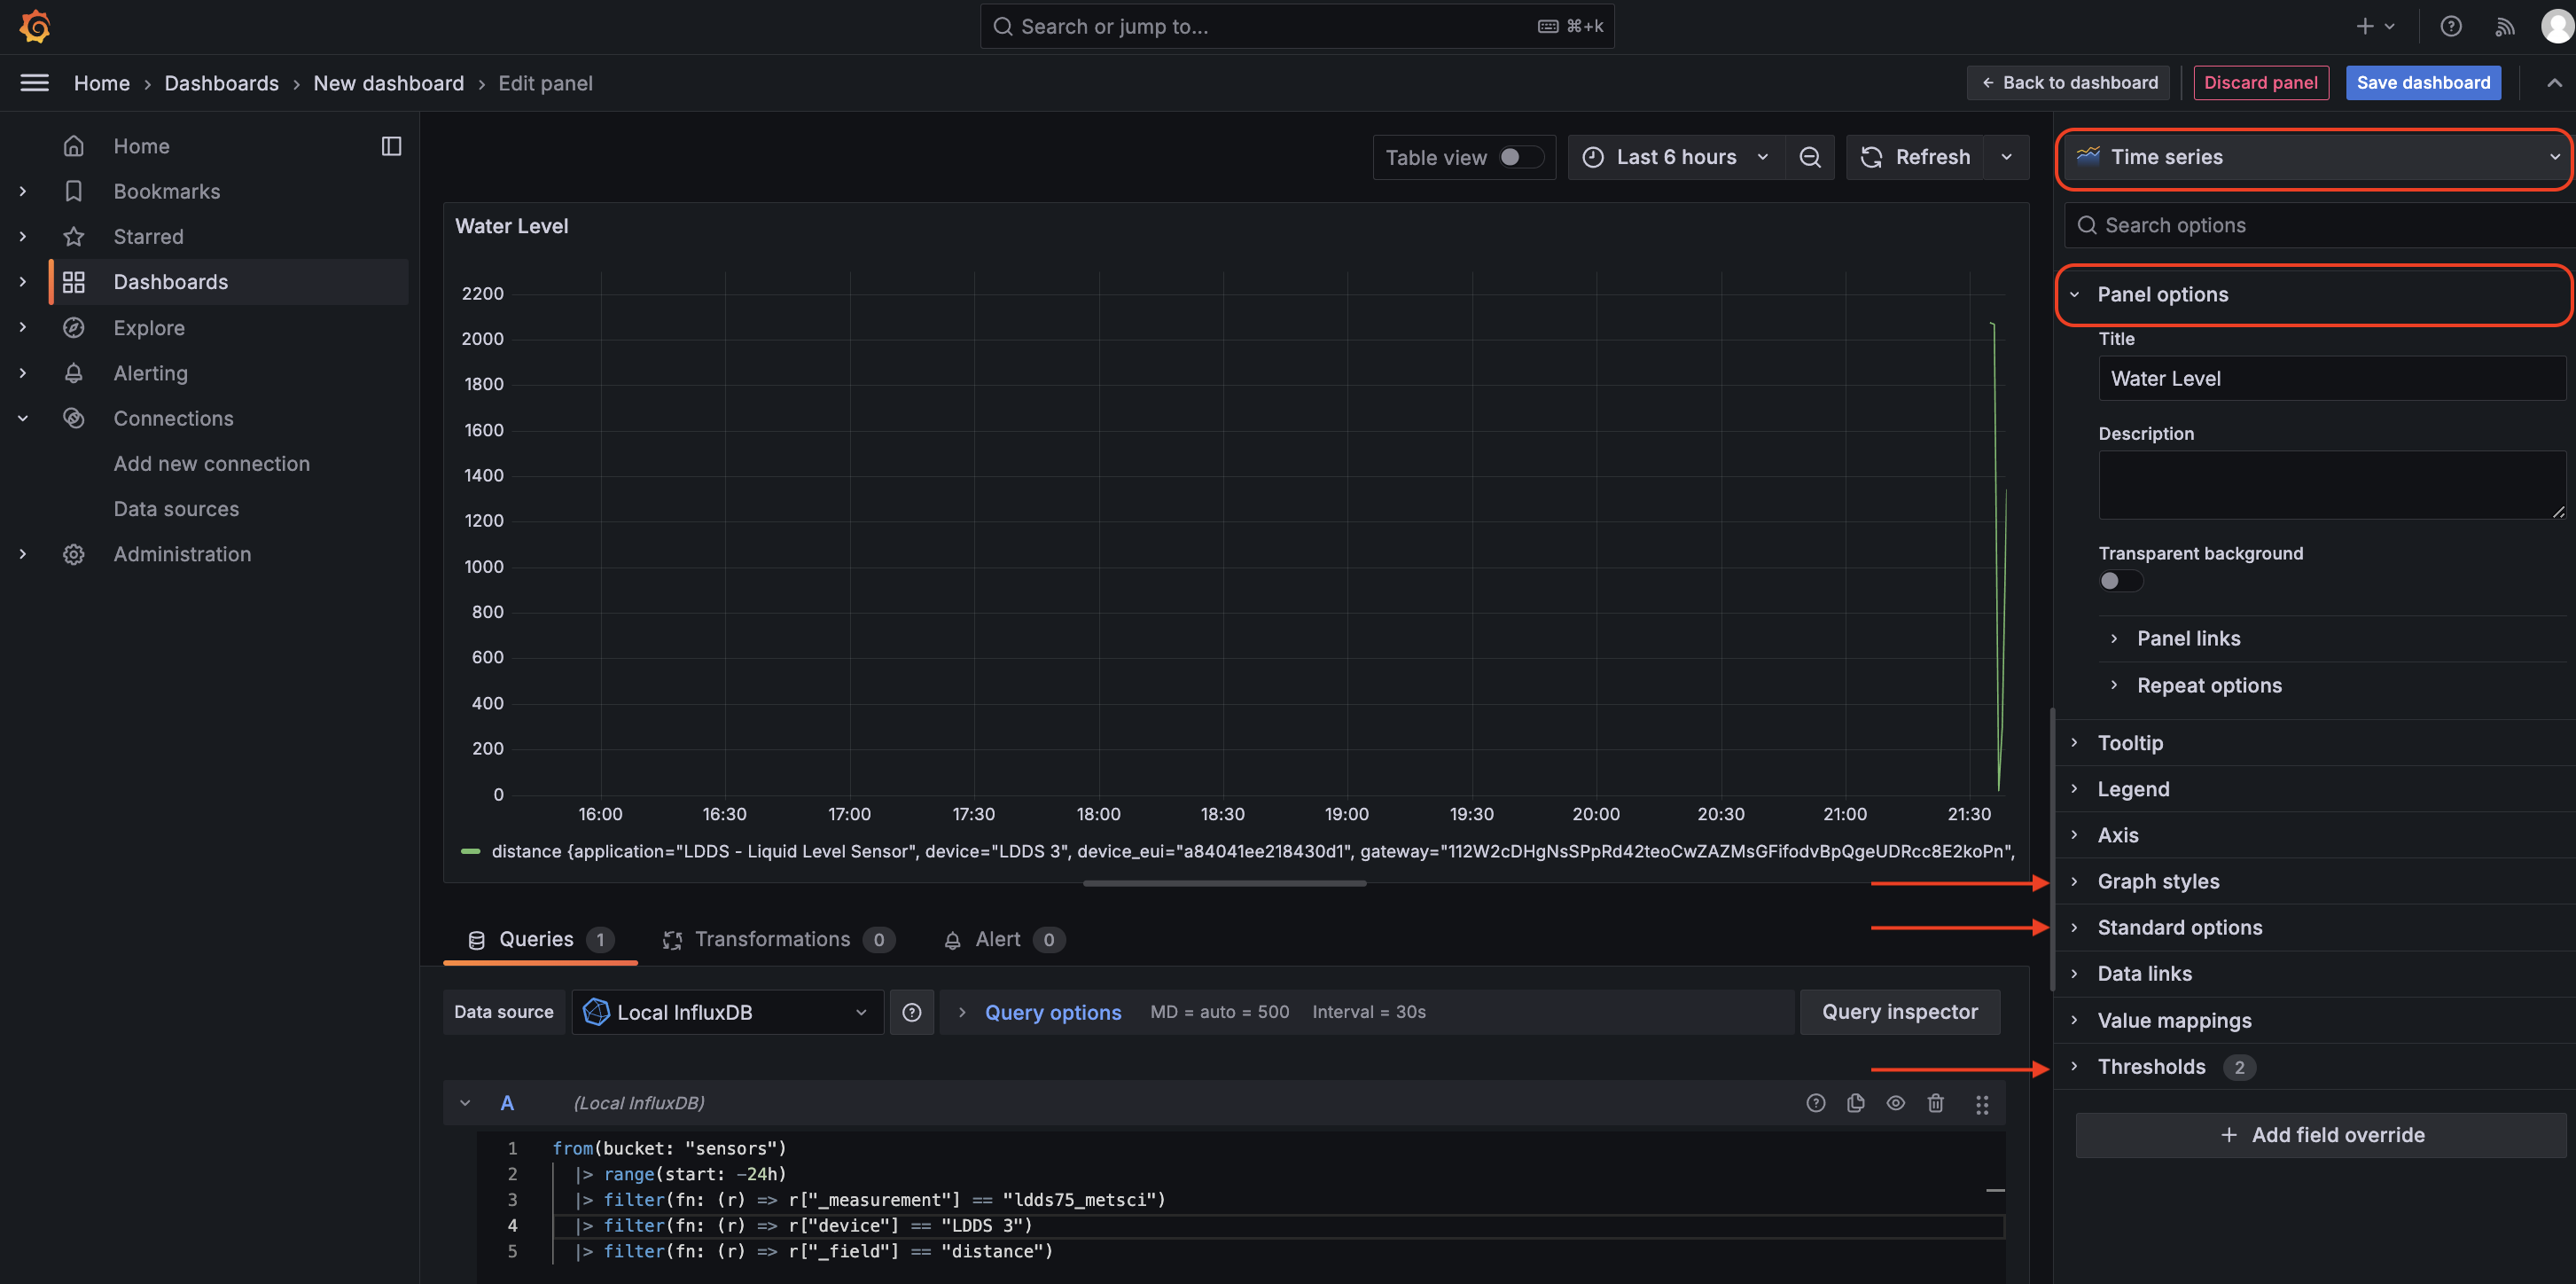 Search or jump to...
⌘+k
Home › Dashboards › New dashboard › Edit panel
← Back to dashboard
Discard panel
Save dashboard
Home
Bookmarks
Starred
Dashboards
Explore
Alerting
Connections
Add new connection
Data sources
Administration
Table view
Last 6 hours
Refresh
Water Level
2200
2000
1800
1600
1400
1200
1000
800
600
400
200
0
16:00 16:30 17:00 17:30 18:00 18:30 19:00 19:30 20:00 20:30 21:00 21:30
distance {application="LDDS - Liquid Level Sensor", device="LDDS 3", device_eui="a84041ee218430d1", gateway="112W2cDHgNsSPpRd42teoCwZAZMsGFifodvBpQgeUDRcc8E2koPn",
Queries 1
Transformations 0
Alert 0
Data source
Local InfluxDB
Query options MD = auto = 500 Interval = 30s
Query inspector
A (Local InfluxDB)
1 from(bucket: "sensors")
2 |> range(start: -24h)
3 |> filter(fn: (r) => r["_measurement"] == "ldds75_metsci")
4 |> filter(fn: (r) => r["device"] == "LDDS 3")
5 |> filter(fn: (r) => r["_field"] == "distance")
Time series
Search options
Panel options
Title
Water Level
Description
Transparent background
Panel links
Repeat options
Tooltip
Legend
Axis
Graph styles
Standard options
Data links
Value mappings
Thresholds 2
+ Add field override